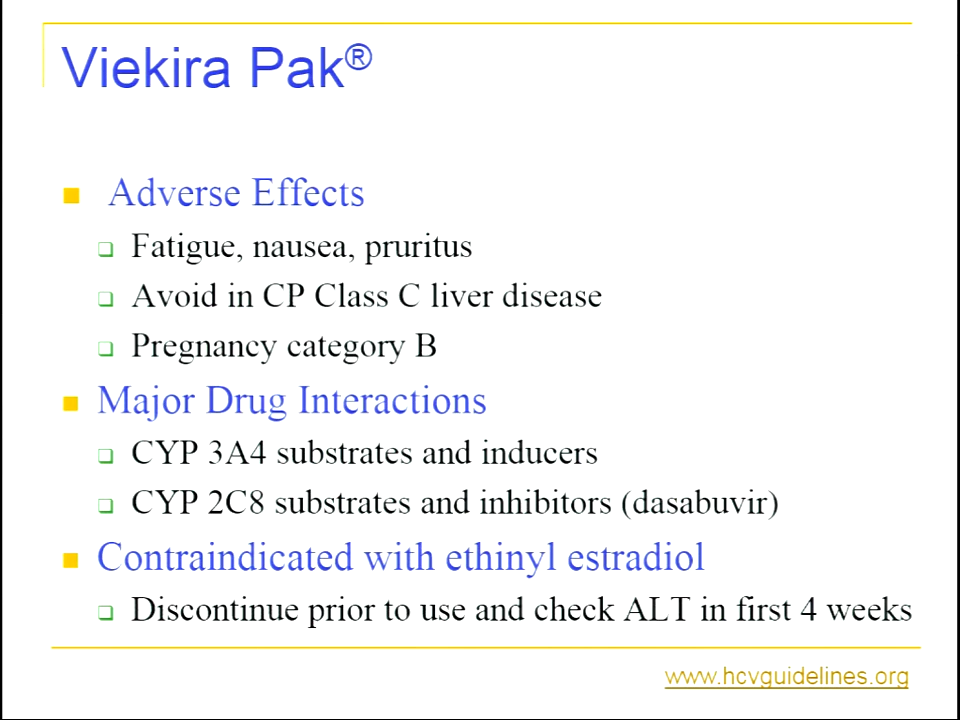 Viekira Pak®
Adverse Effects
Fatigue, nausea, pruritus
Avoid in CP Class C liver disease
Pregnancy category B
Major Drug Interactions
CYP 3A4 substrates and inducers
CYP 2C8 substrates and inhibitors (dasabuvir)
Contraindicated with ethinyl estradiol
Discontinue prior to use and check ALT in first 4 weeks
www.hcvguidelines.org